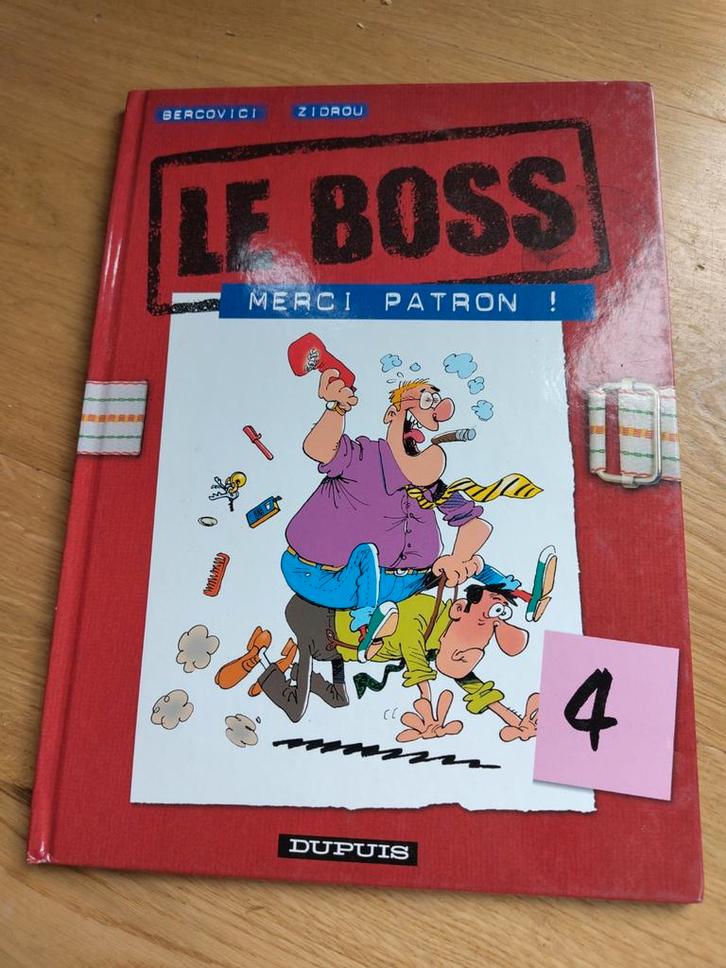 BERCOVICI ZIDROU
LE BOSS
MERCI PATRON !
4
DUPUIS